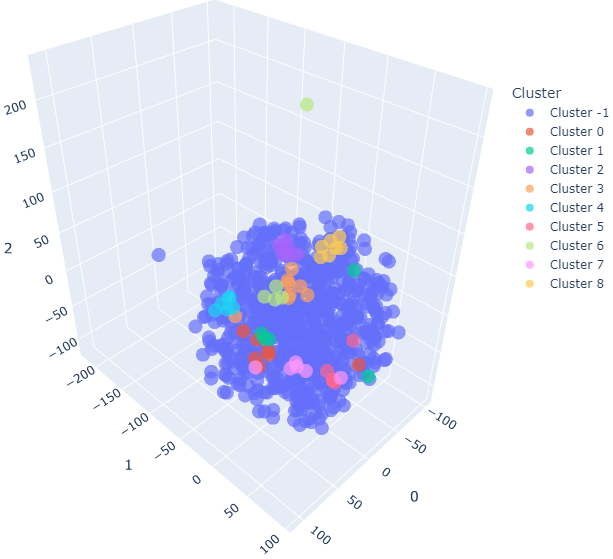 Cluster
Cluster -1
Cluster 0
Cluster 1
Cluster 2
Cluster 3
Cluster 4
Cluster 5
Cluster 6
Cluster 7
Cluster 8
200
150
100
50
0
−50
−100
2
−200
−150
−100
−50
0
50
100
1
−100
−50
0
50
100
0